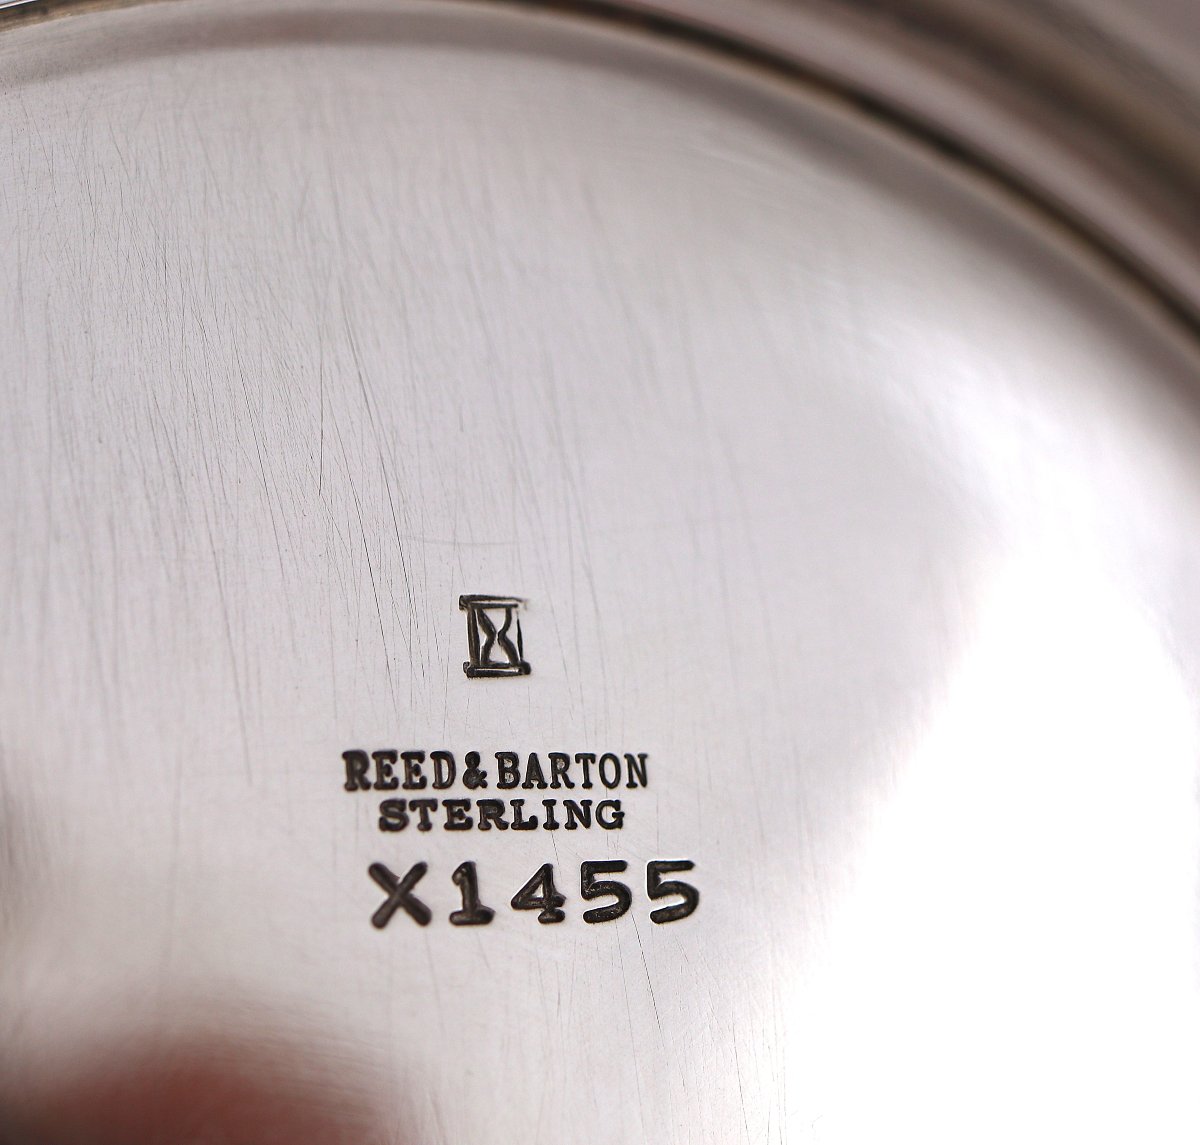 REED & BARTON
STERLING
X1455